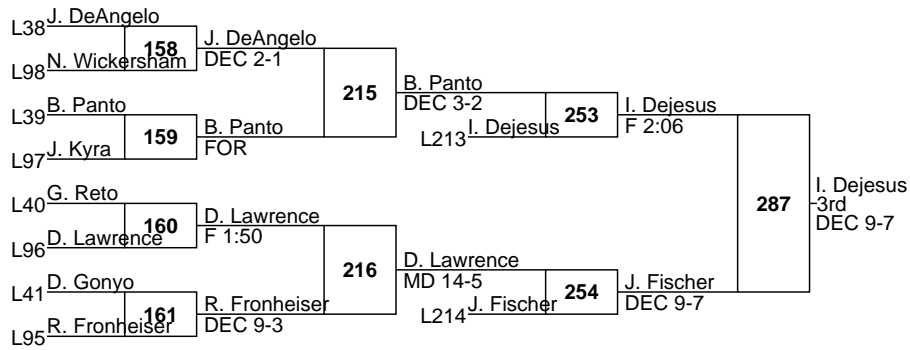 L38 J. DeAngelo
158
L98 N. Wickersham
J. DeAngelo
DEC 2-1
L39 B. Panto
159
L97 J. Kyra
B. Panto
FOR
215
B. Panto
DEC 3-2
L213 I. Dejesus
253
I. Dejesus
F 2:06
L40 G. Reto
160
L96 D. Lawrence
D. Lawrence
F 1:50
L41 D. Gonyo
161
L95 R. Fronheiser
R. Fronheiser
DEC 9-3
216
D. Lawrence
MD 14-5
L214 J. Fischer
254
J. Fischer
DEC 9-7
287
I. Dejesus
3rd
DEC 9-7